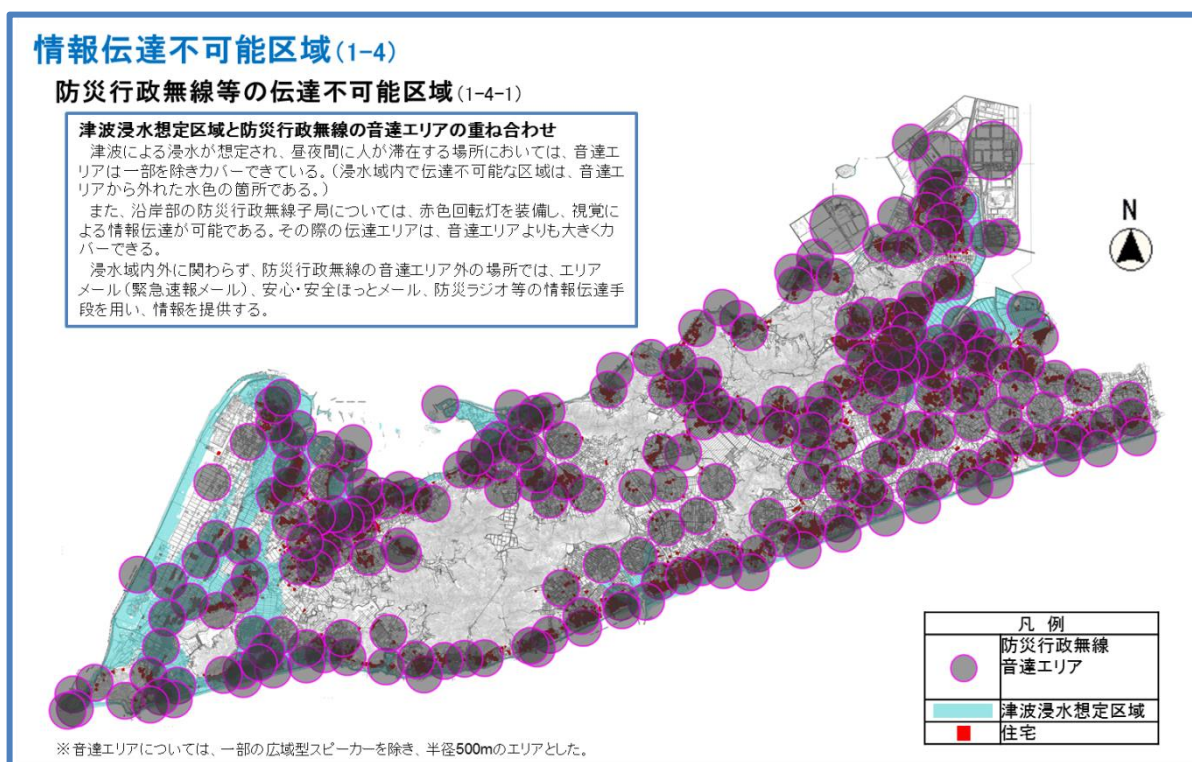 情報伝達不可能区域(1-4)
防災行政無線等の伝達不可能区域(1-4-1)
津波浸水想定区域と防災行政無線の音達エリアの重ね合わせ
津波による浸水が想定され、昼夜間に人が滞在する場所においては、音達エ
リアは一部を除きカバーできている。(浸水域内で伝達不可能な区域は、音達エ
リアから外れた水色の箇所である。)
また、沿岸部の防災行政無線子局については、赤色回転灯を装備し、視覚に
よる情報伝達が可能である。その際の伝達エリアは、音達エリアよりも大きくカ
バーできる。
浸水域内外に関わらず、防災行政無線の音達エリア外の場所では、エリア
メール(緊急速報メール)、安心・安全ほっとメール、防災ラジオ等の情報伝達手
段を用い、情報を提供する。
N
凡 例
防災行政無線
音達エリア
津波浸水想定区域
住宅
※音達エリアについては、一部の広域型スピーカーを除き、半径500mのエリアとした。